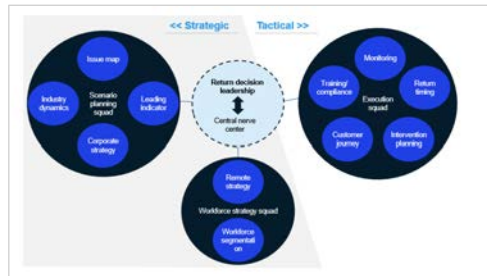 << Strategic
Tactical >>
Issue map
Industry
dynamics
Scenario
planning
squad
Leading
indicator
Corporate
strategy
Return decision
leadership
Central nerve
center
Monitoring
Training/
compliance
Return
timing
Execution
squad
Customer
journey
Intervention
planning
Remote
strategy
Workforce strategy squad
Workforce
segmentati
on